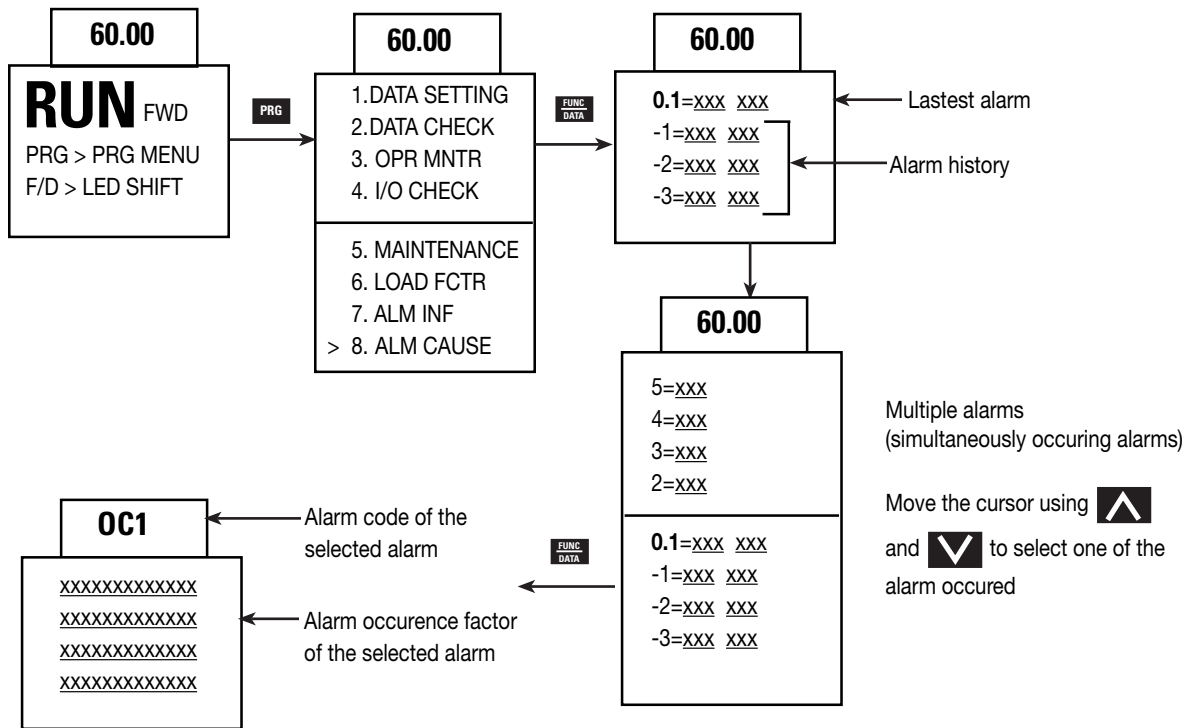 60.00
RUN FWD
PRG > PRG MENU
F/D > LED SHIFT
PRG
60.00
1.DATA SETTING
2.DATA CHECK
3. OPR MNTR
4. I/O CHECK
5. MAINTENANCE
6. LOAD FCTR
7. ALM INF
> 8. ALM CAUSE
FUNC
DATA
60.00
0.1=xxx xxx
-1=xxx xxx
-2=xxx xxx
-3=xxx xxx
Lastest alarm
Alarm history
60.00
5=xxx
4=xxx
3=xxx
2=xxx
0.1=xxx xxx
-1=xxx xxx
-2=xxx xxx
-3=xxx xxx
Multiple alarms
(simultaneously occuring alarms)
Move the cursor using
and to select one of the
alarm occured
FUNC
DATA
OC1
Alarm code of the
selected alarm
xxxxxxxxxxxxx
xxxxxxxxxxxxx
xxxxxxxxxxxxx
xxxxxxxxxxxxx
Alarm occurence factor
of the selected alarm